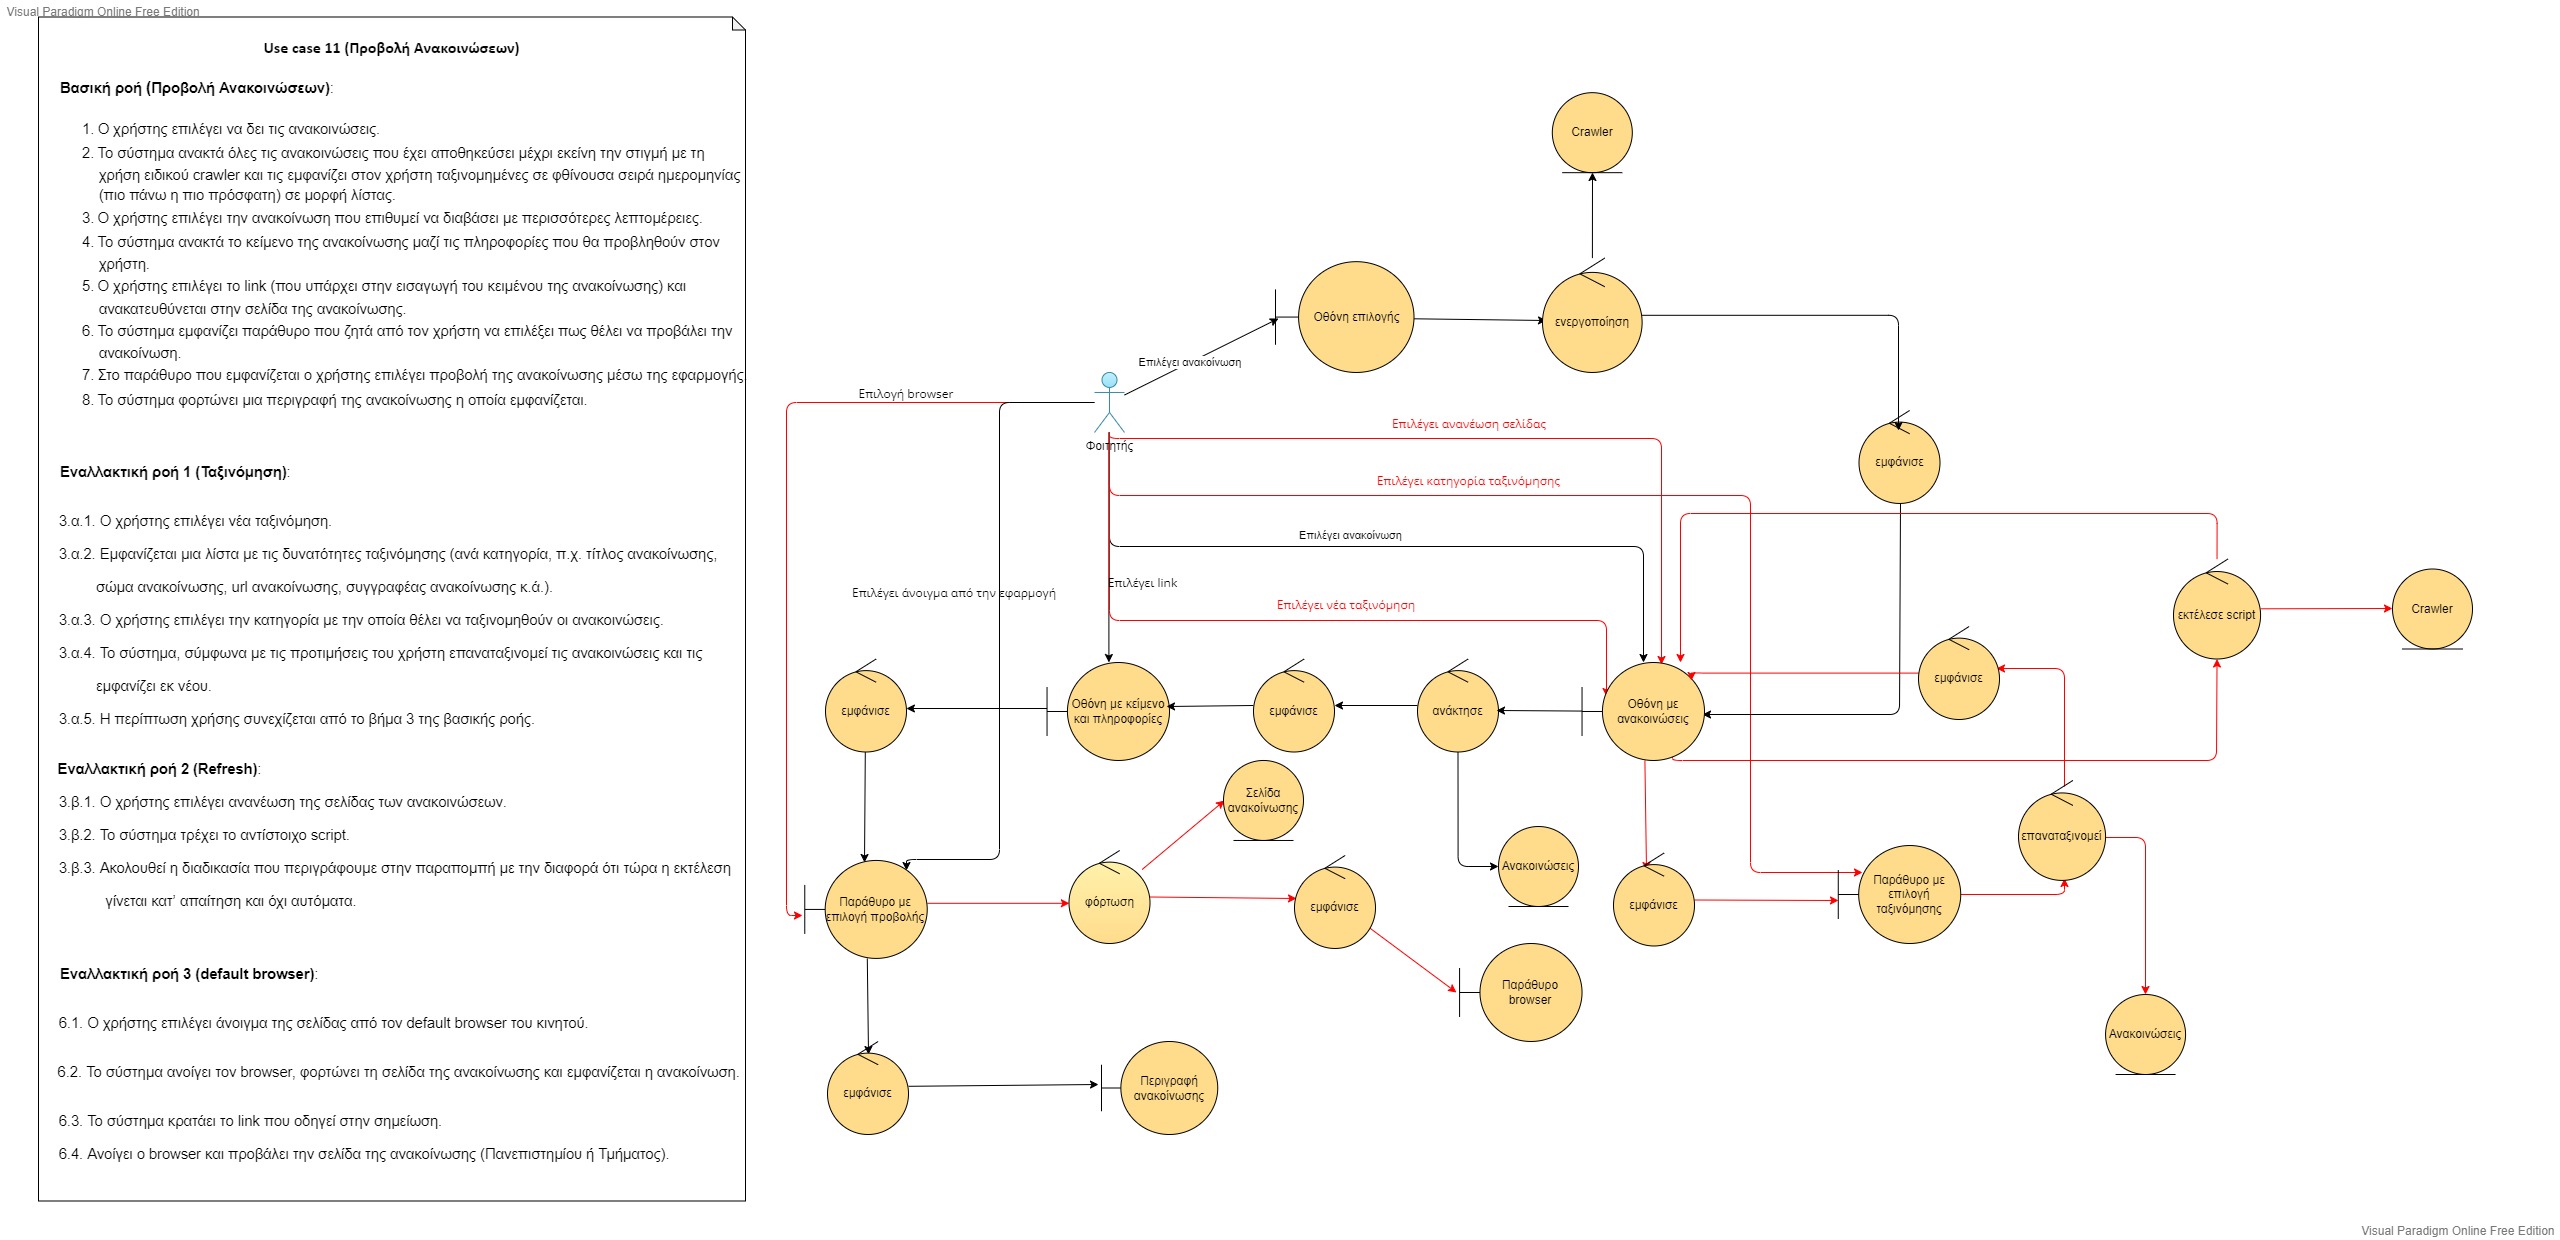 Visual Paradigm Online Free Edition
Use case 11 (Προβολή Ανακοινώσεων)
Βασική ροή (Προβολή Ανακοινώσεων):
1. Ο χρήστης επιλέγει να δει τις ανακοινώσεις.
2. Το σύστημα ανακτά όλες τις ανακοινώσεις που έχει αποθηκεύσει μέχρι εκείνη την στιγμή με τη
χρήση ειδικού crawler και τις εμφανίζει στον χρήστη ταξινομημένες σε φθίνουσα σειρά ημερομηνίας
(πιο πάνω η πιο πρόσφατη) σε μορφή λίστας.
3. Ο χρήστης επιλέγει την ανακοίνωση που επιθυμεί να διαβάσει με περισσότερες λεπτομέρειες.
4. Το σύστημα ανακτά το κείμενο της ανακοίνωσης μαζί τις πληροφορίες που θα προβληθούν στον
χρήστη.
5. Ο χρήστης επιλέγει το link (που υπάρχει στην εισαγωγή του κειμένου της ανακοίνωσης) και
ανακατευθύνεται στην σελίδα της ανακοίνωσης.
6. Το σύστημα εμφανίζει παράθυρο που ζητά από τον χρήστη να επιλέξει πως θέλει να προβάλει την
ανακοίνωση.
7. Στο παράθυρο που εμφανίζεται ο χρήστης επιλέγει προβολή της ανακοίνωσης μέσω της εφαρμογής
8. Το σύστημα φορτώνει μια περιγραφή της ανακοίνωσης η οποία εμφανίζεται.
Εναλλακτική ροή 1 (Ταξινόμηση):
3.α.1. Ο χρήστης επιλέγει νέα ταξινόμηση.
3.α.2. Εμφανίζεται μια λίστα με τις δυνατότητες ταξινόμησης (ανά κατηγορία, π.χ. τίτλος ανακοίνωσης,
σώμα ανακοίνωσης, url ανακοίνωσης, συγγραφέας ανακοίνωσης κ.ά.).
3.α.3. Ο χρήστης επιλέγει την κατηγορία με την οποία θέλει να ταξινομηθούν οι ανακοινώσεις.
3.α.4. Το σύστημα, σύμφωνα με τις προτιμήσεις του χρήστη επαναταξινομεί τις ανακοινώσεις και τις
εμφανίζει εκ νέου.
3.α.5. Η περίπτωση χρήσης συνεχίζεται από το βήμα 3 της βασικής ροής.
Εναλλακτική ροή 2 (Refresh):
3.β.1. Ο χρήστης επιλέγει ανανέωση της σελίδας των ανακοινώσεων.
3.β.2. Το σύστημα τρέχει το αντίστοιχο script.
3.β.3. Ακολουθεί η διαδικασία που περιγράφουμε στην παραπομπή με την διαφορά ότι τώρα η εκτέλεση
γίνεται κατ' απαίτηση και όχι αυτόματα.
Εναλλακτική ροή 3 (default browser):
6.1. Ο χρήστης επιλέγει άνοιγμα της σελίδας από τον default browser του κινητού.
6.2. Το σύστημα ανοίγει τον browser, φορτώνει τη σελίδα της ανακοίνωσης και εμφανίζεται η ανακοίνωση.
6.3. Το σύστημα κρατάει το link που οδηγεί στην σημείωση.
6.4. Ανοίγει ο browser και προβάλει την σελίδα της ανακοίνωσης (Πανεπιστημίου ή Τμήματος).
Crawler
Οθόνη επιλογής
ενεργοποίηση
Επιλέγει ανακοίνωση
Επιλογή browser
Φοιτητής
Επιλέγει ανανέωση σελίδας
εμφάνισε
Επιλέγει κατηγορία ταξινόμησης
Επιλέγει ανακοίνωση
Επιλέγει link
Επιλέγει άνοιγμα από την εφαρμογή
Επιλέγει νέα ταξινόμηση
εκτέλεσε script
Crawler
εμφάνισε
εμφάνισε
Οθόνη με κείμενο
και πληροφορίες
εμφάνισε
ανάκτησε
Οθόνη με
ανακοινώσεις
Σελίδα
ανακοίνωσης
επαναταξινομεί
Ανακοινώσεις
Παράθυρο με
επιλογή προβολής
φόρτωση
εμφάνισε
εμφάνισε
Παράθυρο με
επιλογή
ταξινόμησης
Παράθυρο
browser
Ανακοινώσεις
εμφάνισε
Περιγραφή
ανακοίνωσης
Visual Paradigm Online Free Edition